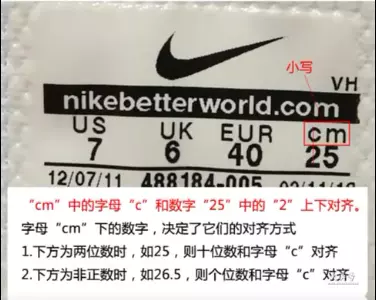 小写
VH
nikebetterworld.com
US UK EUR cm
7 6 40 25
12/07/11 488184-005
“cm”中的字母“c”和数字“25”中的“2”上下对齐。
字母“cm”下的数字，决定了它们的对齐方式
1.下方为两位数时，如25，则十位数和字母“c”对齐
2.下方为非正数时，如26.5，则个位数和字母“c”对齐